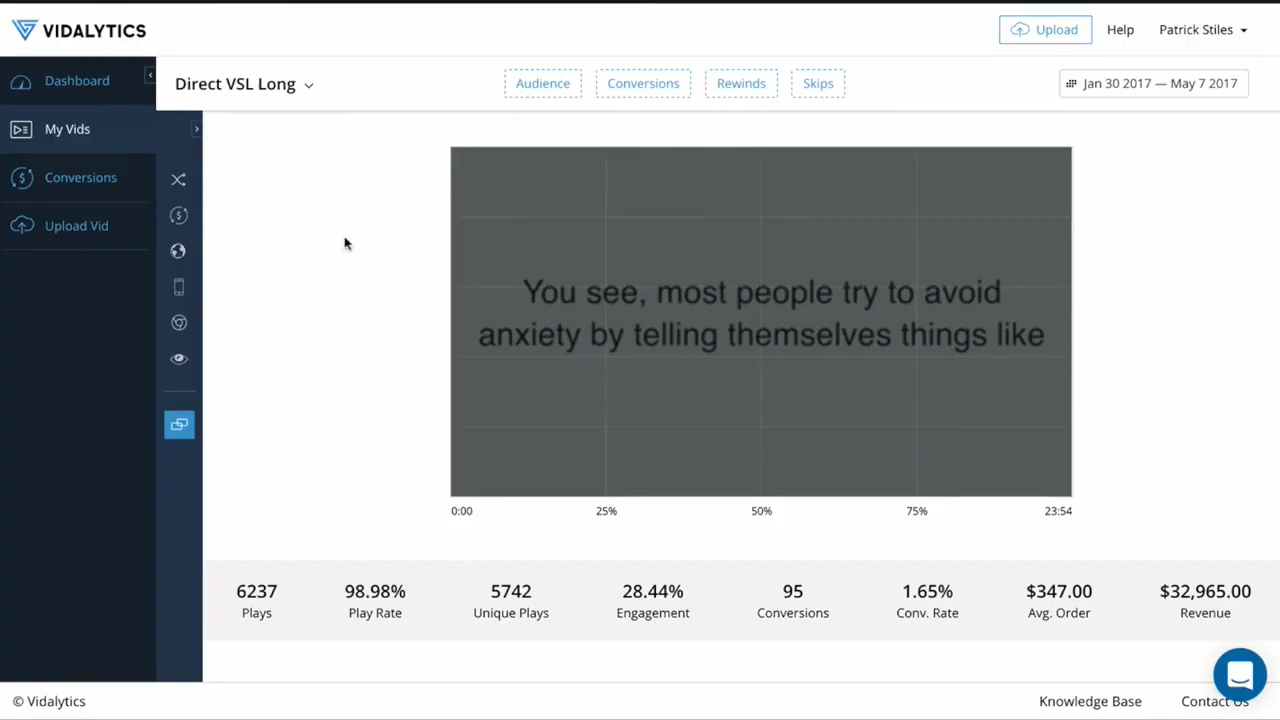 VIDALYTICS
Upload
Help
Patrick Stiles
Dashboard
Direct VSL Long
Audience
Conversions
Rewinds
Skips
Jan 30 2017 — May 7 2017
My Vids
Conversions
Upload Vid
You see, most people try to avoid
anxiety by telling themselves things like
0:00 25% 50% 75% 23:54
6237 98.98% 5742 28.44% 95 1.65% $347.00 $32,965.00
Plays Play Rate Unique Plays Engagement Conversions Conv. Rate Avg. Order Revenue
© Vidalytics
Knowledge Base
Contact Us